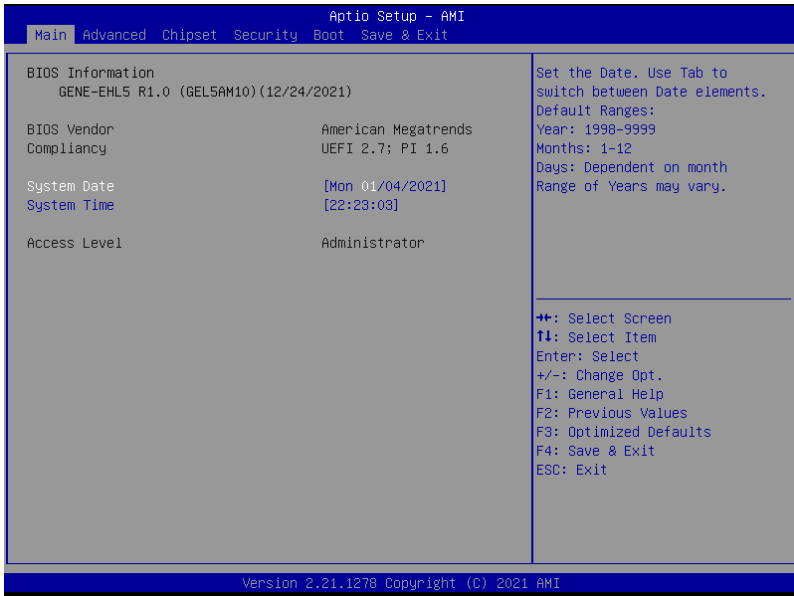 Aptio Setup – AMI
Main Advanced Chipset Security Boot Save & Exit
BIOS Information
GENE-EHL5 R1.0 (GEL5AM10)(12/24/2021)
BIOS Vendor American Megatrends
Compliancy UEFI 2.7; PI 1.6
System Date [Mon 01/04/2021]
System Time [22:23:03]
Access Level Administrator
Set the Date. Use Tab to
switch between Date elements.
Default Ranges:
Year: 1998-9999
Months: 1-12
Days: Dependent on month
Range of Years may vary.
→←: Select Screen
↑↓: Select Item
Enter: Select
+/-: Change Opt.
F1: General Help
F2: Previous Values
F3: Optimized Defaults
F4: Save & Exit
ESC: Exit
Version 2.21.1278 Copyright (C) 2021 AMI